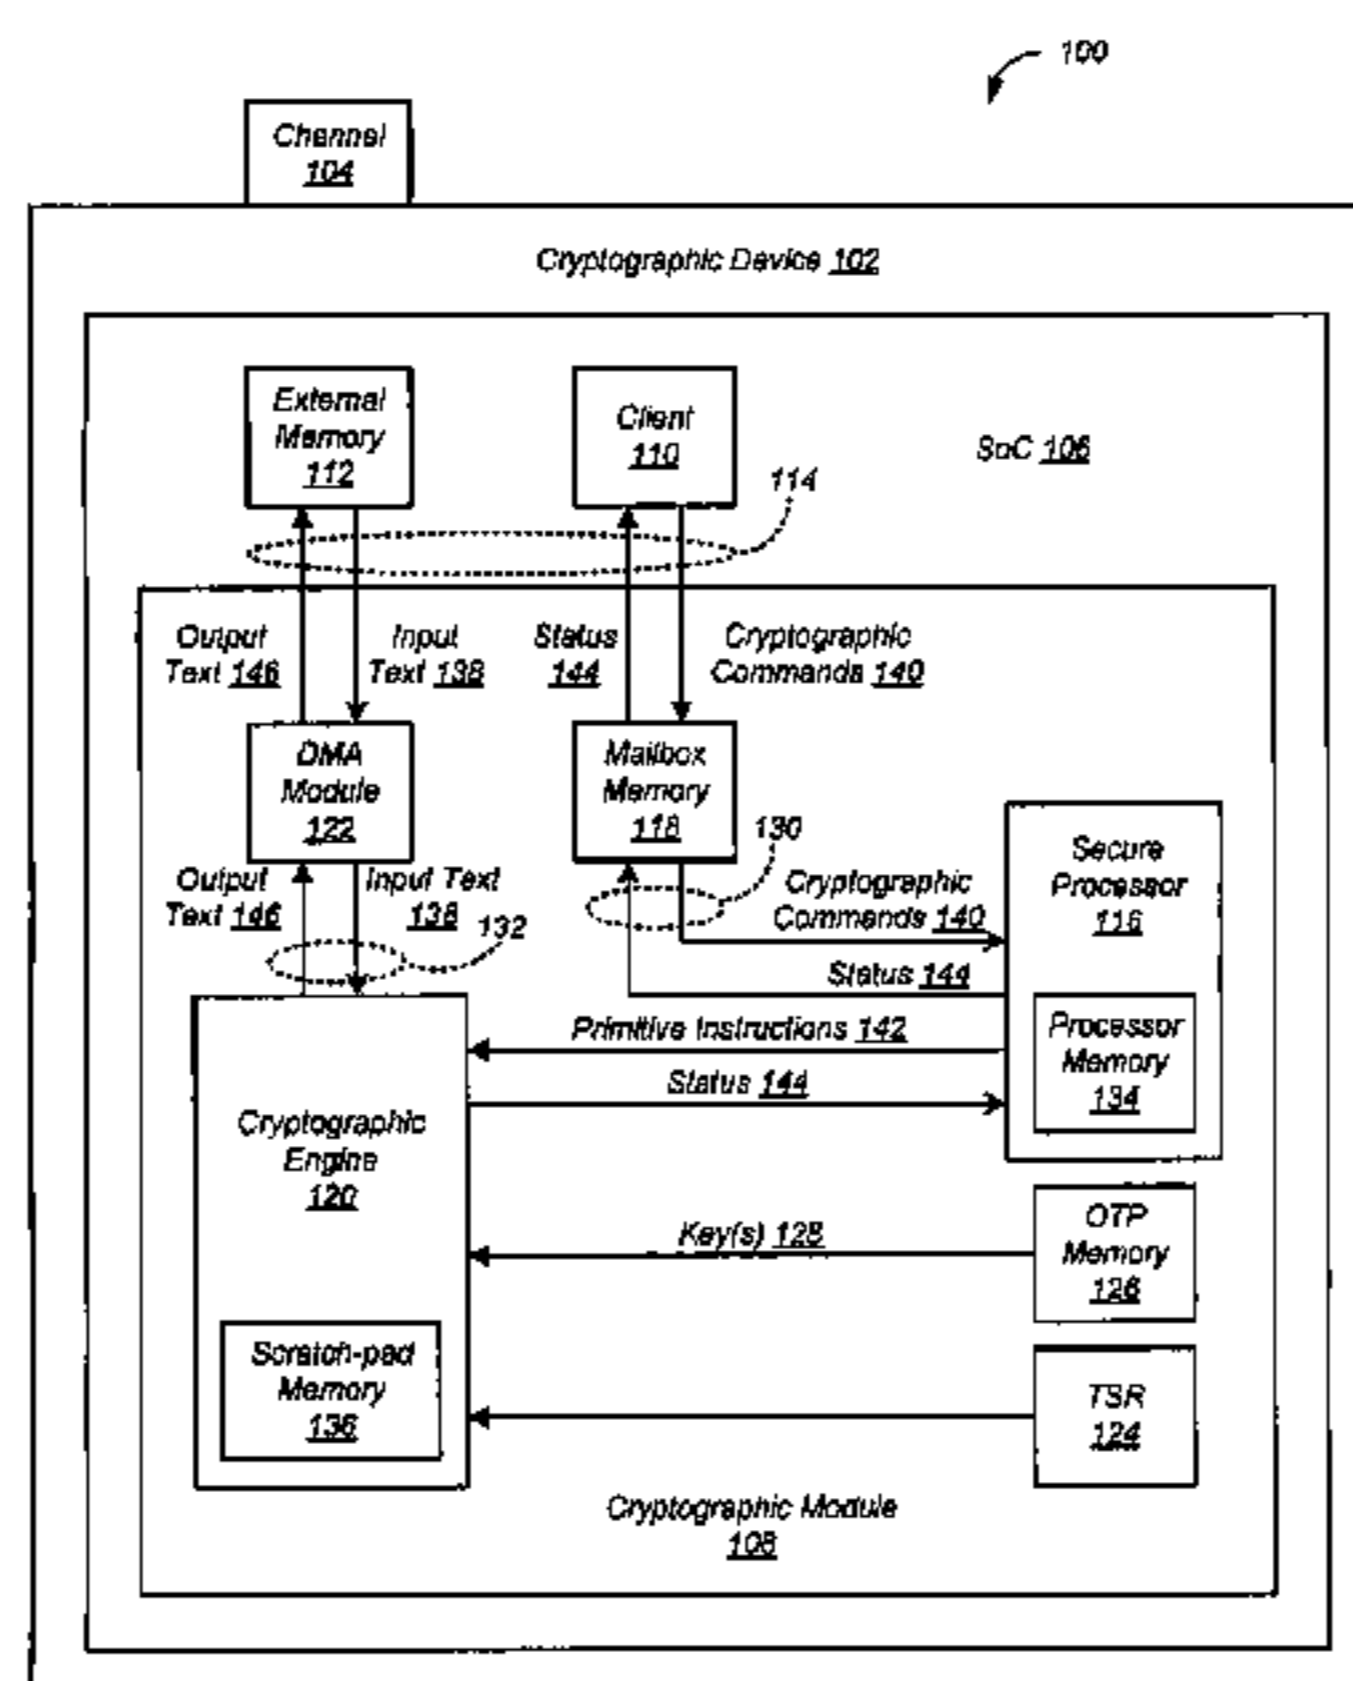 100
Channel
104
Cryptographic Device 102
External
Memory
112
Client
110
SoC 106
114
Output
Text 146
Input
Text 138
Status
144
Cryptographic
Commands 140
DMA
Module
122
Mailbox
Memory
118
130
Secure
Processor
116
Output
Text 146
Input Text
138
132
Cryptographic
Commands 140
Status 144
Primitive Instructions 142
Status 144
Processor
Memory
134
Cryptographic
Engine
120
Key(s) 128
OTP
Memory
126
Scratch-pad
Memory
136
TSR
124
Cryptographic Module
108